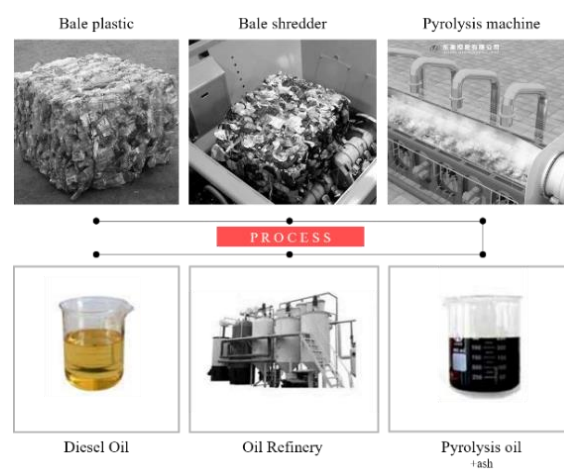 Bale plastic
Bale shredder
Pyrolysis machine
PROCESS
Diesel Oil
Oil Refinery
Pyrolysis oil
+ash